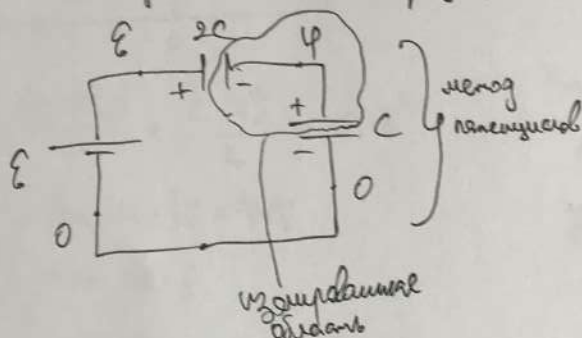 ε 2C φ
+ -
метод
потенциалов
ε + C
-
0 0
изолированная
область